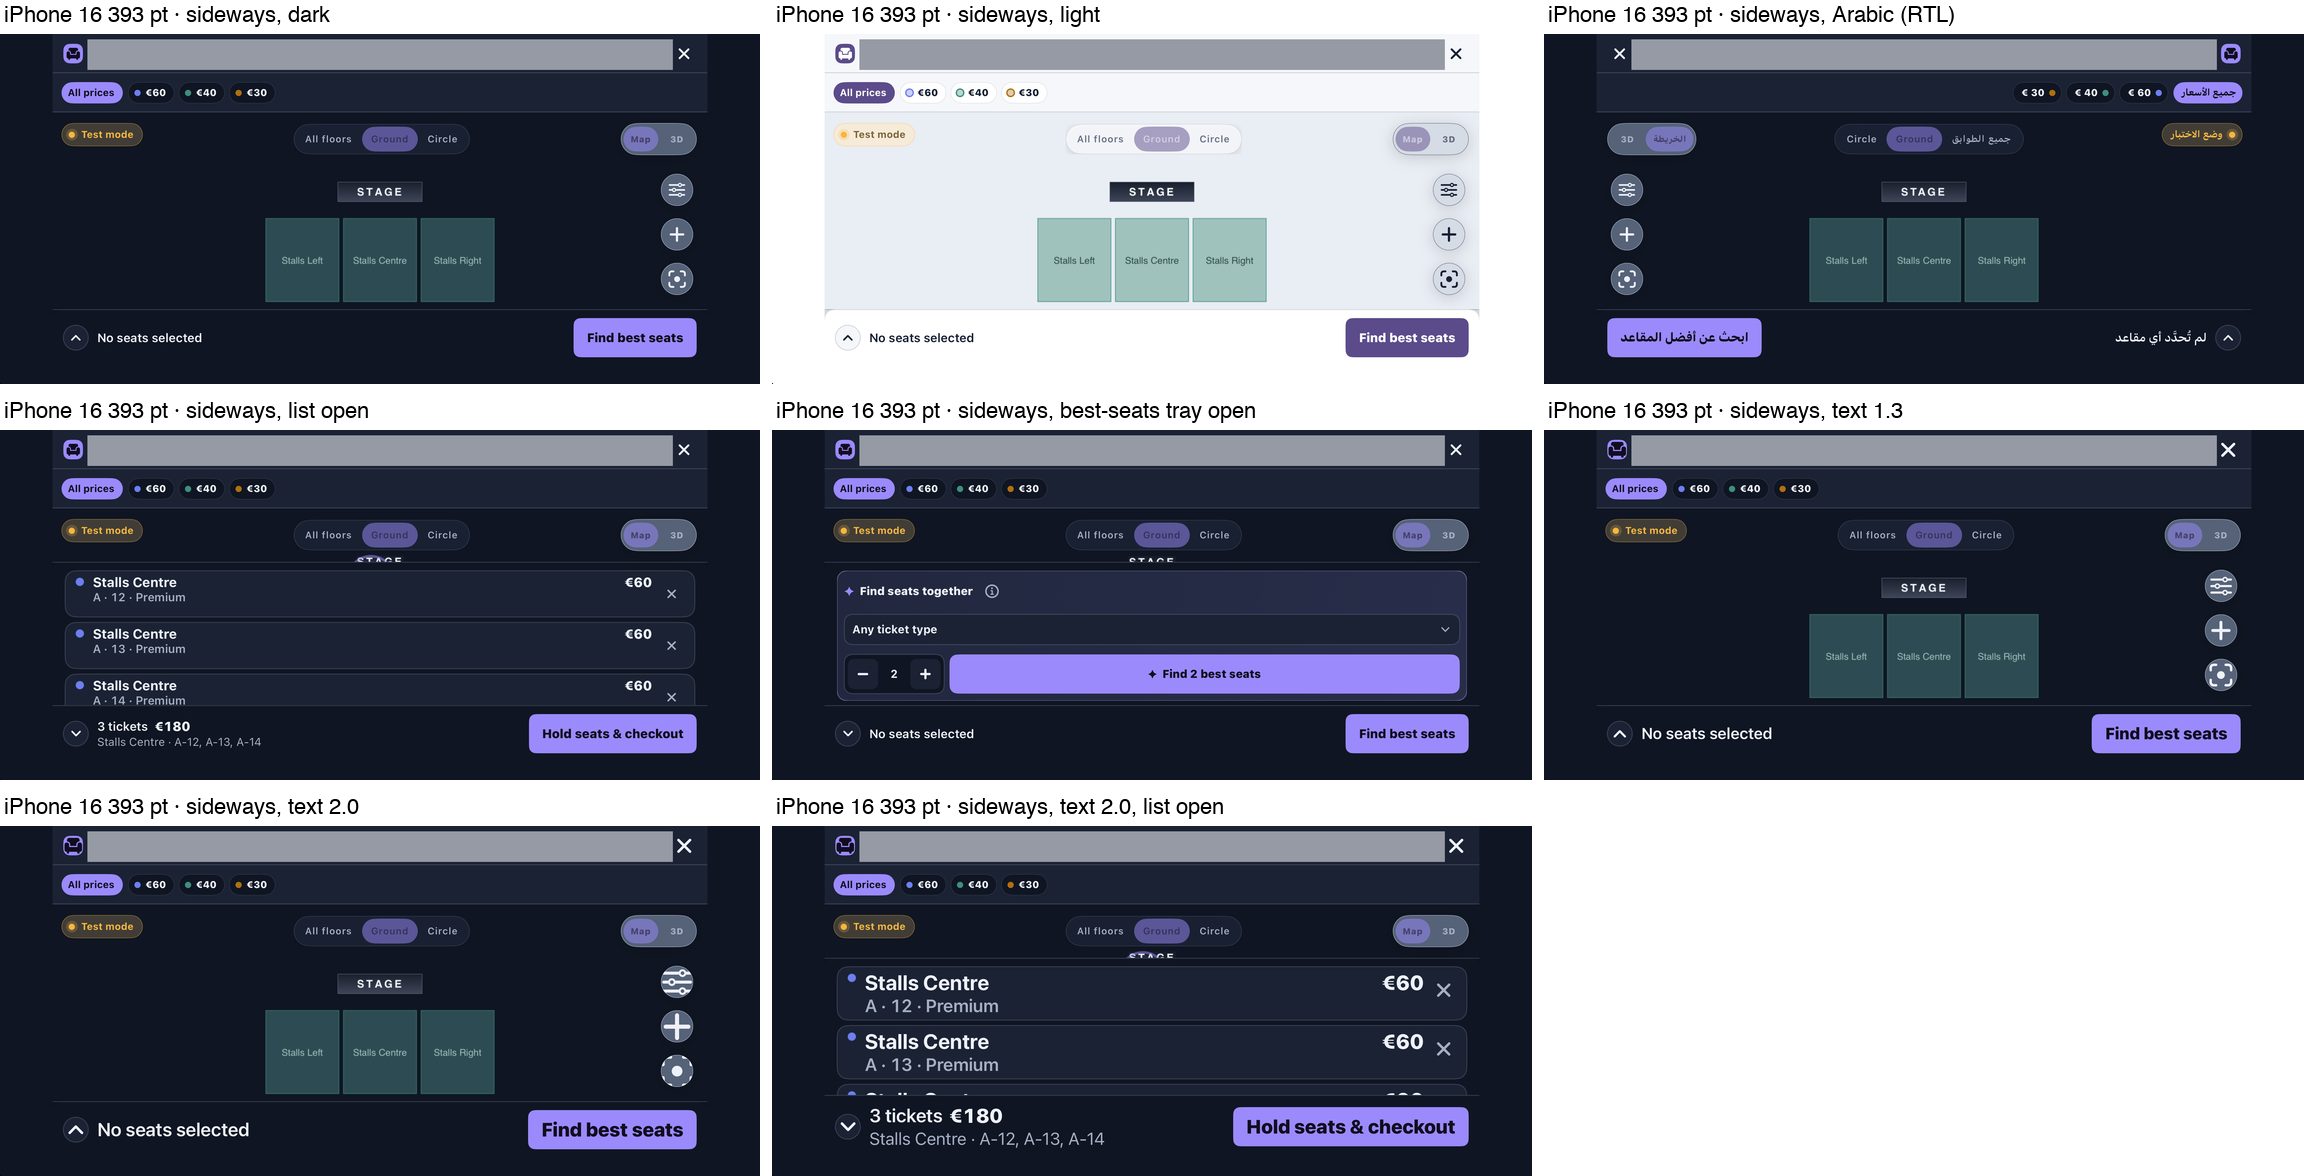 iPhone 16 393 pt · sideways, dark
All prices €60 €40 €30
Test mode All floors Ground Circle Map 3D
STAGE
Stalls Left Stalls Centre Stalls Right
No seats selected Find best seats
iPhone 16 393 pt · sideways, light
All prices €60 €40 €30
Test mode All floors Ground Circle Map 3D
STAGE
Stalls Left Stalls Centre Stalls Right
No seats selected Find best seats
iPhone 16 393 pt · sideways, Arabic (RTL)
جميع الأسعار € 60 € 40 € 30
وضع الاختبار جميع الطوابق Ground Circle الخريطة 3D
STAGE
Stalls Left Stalls Centre Stalls Right
لم تُحدَّد أي مقاعد ابحث عن أفضل المقاعد
iPhone 16 393 pt · sideways, list open
All prices €60 €40 €30
Test mode All floors Ground Circle Map 3D
STAGE
Stalls Centre €60
A · 12 · Premium
Stalls Centre €60
A · 13 · Premium
Stalls Centre €60
A · 14 · Premium
3 tickets €180
Stalls Centre · A-12, A-13, A-14
Hold seats & checkout
iPhone 16 393 pt · sideways, best-seats tray open
All prices €60 €40 €30
Test mode All floors Ground Circle Map 3D
STAGE
Find seats together
Any ticket type
2 Find 2 best seats
No seats selected Find best seats
iPhone 16 393 pt · sideways, text 1.3
All prices €60 €40 €30
Test mode All floors Ground Circle Map 3D
STAGE
Stalls Left Stalls Centre Stalls Right
No seats selected Find best seats
iPhone 16 393 pt · sideways, text 2.0
All prices €60 €40 €30
Test mode All floors Ground Circle Map 3D
STAGE
Stalls Left Stalls Centre Stalls Right
No seats selected Find best seats
iPhone 16 393 pt · sideways, text 2.0, list open
All prices €60 €40 €30
Test mode All floors Ground Circle Map 3D
STAGE
Stalls Centre €60
A · 12 · Premium
Stalls Centre €60
A · 13 · Premium
3 tickets €180
Stalls Centre · A-12, A-13, A-14
Hold seats & checkout